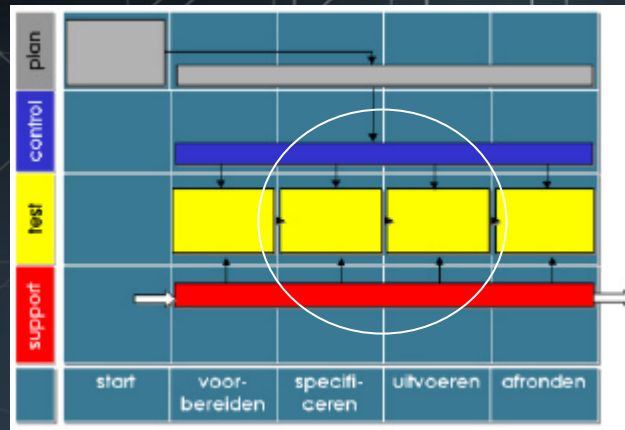 plan
control
test
support
start
voor-
bereiden
specifi-
ceren
uitvoeren
afronden